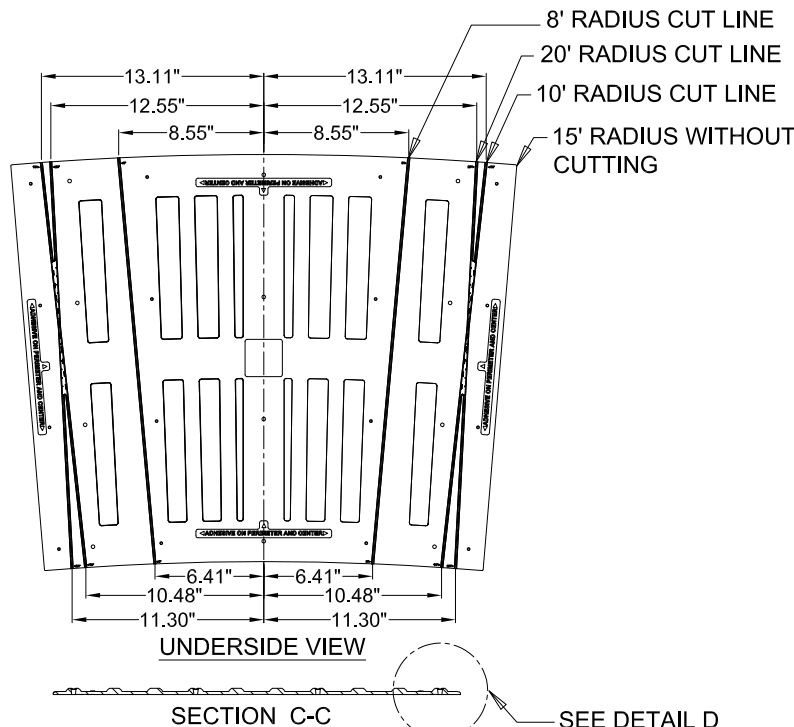 8' RADIUS CUT LINE
20' RADIUS CUT LINE
10' RADIUS CUT LINE
15' RADIUS WITHOUT
CUTTING
13.11" 13.11"
12.55" 12.55"
8.55" 8.55"
<ADHESIVE ON PERIMETER AND CENTER>
<ADHESIVE ON PERIMETER AND CENTER>
<ADHESIVE ON PERIMETER AND CENTER>
<ADHESIVE ON PERIMETER AND CENTER>
6.41" 6.41"
10.48" 10.48"
11.30" 11.30"
UNDERSIDE VIEW
SECTION C-C
SEE DETAIL D